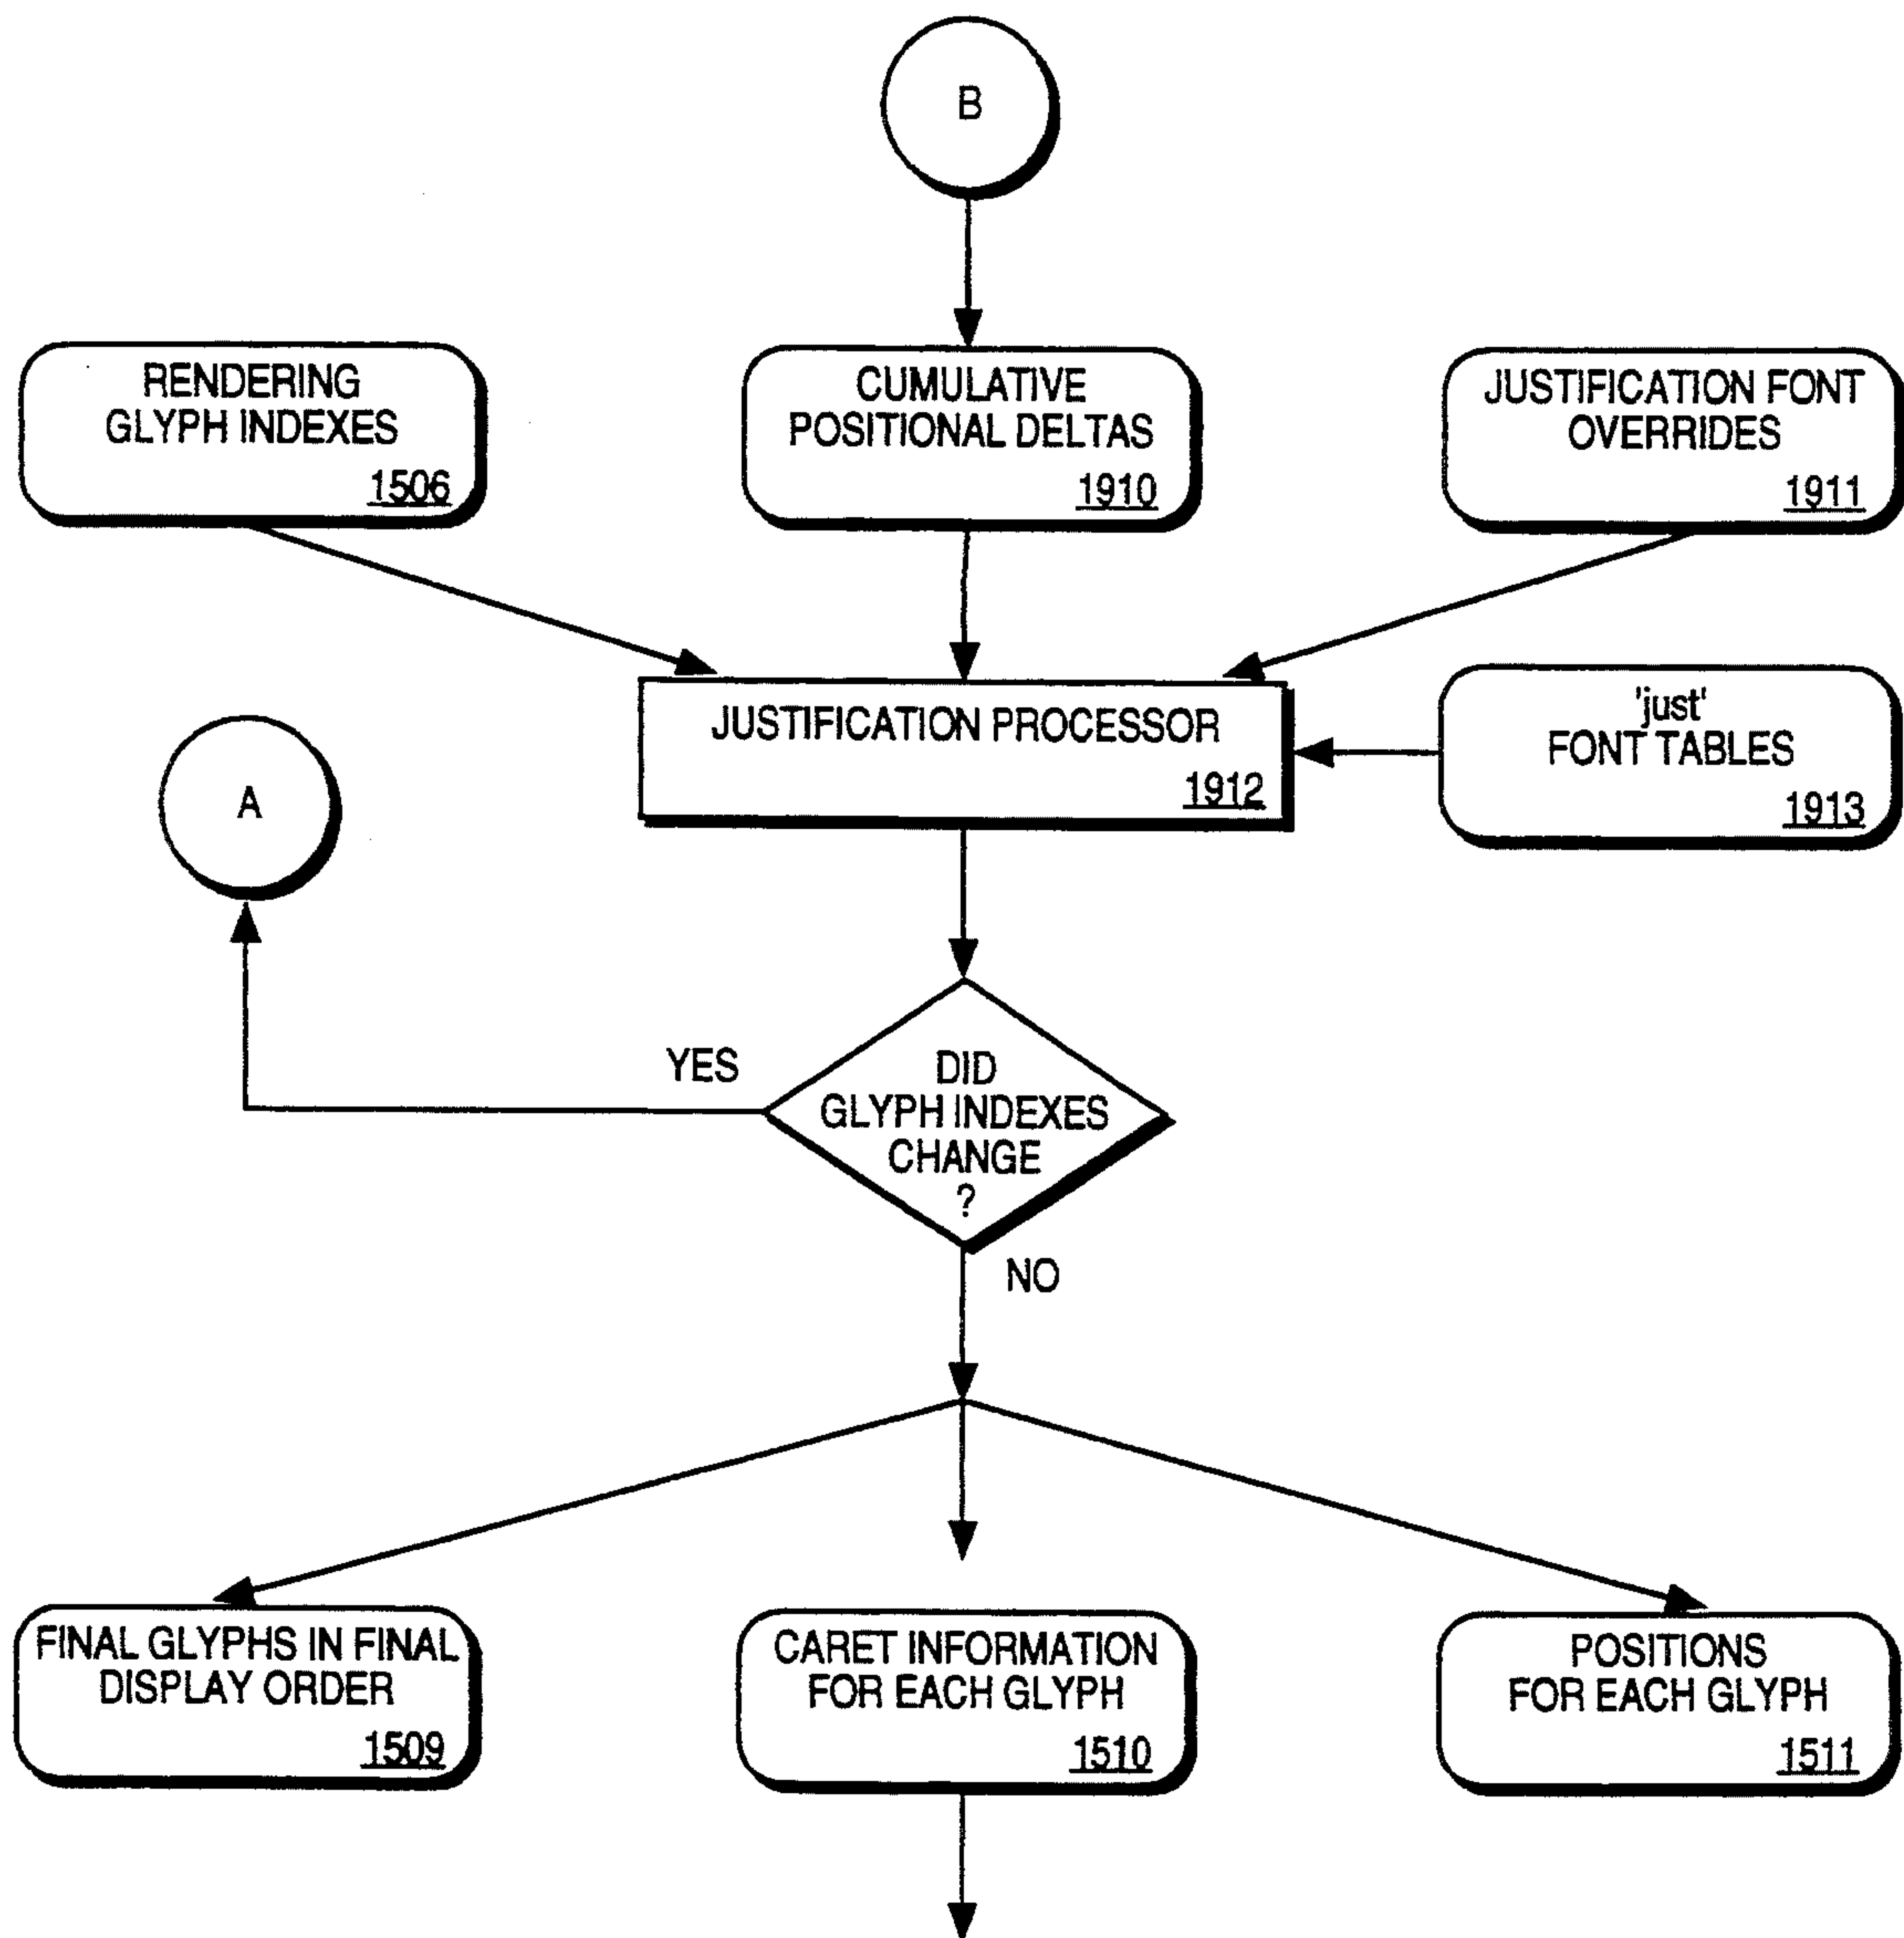 B
RENDERING
GLYPH INDEXES
1506
CUMULATIVE
POSITIONAL DELTAS
1910
JUSTIFICATION FONT
OVERRIDES
1911
JUSTIFICATION PROCESSOR
1912
'just'
FONT TABLES
1913
A
YES
DID
GLYPH INDEXES
CHANGE
?
NO
FINAL GLYPHS IN FINAL
DISPLAY ORDER
1509
CARET INFORMATION
FOR EACH GLYPH
1510
POSITIONS
FOR EACH GLYPH
1511